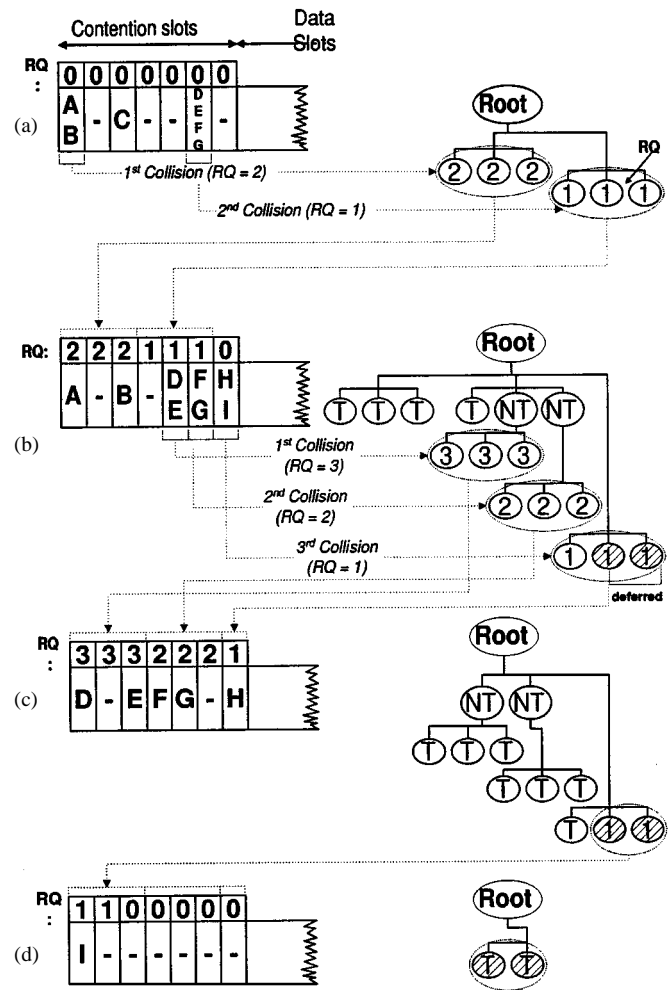 Contention slots
Data
Slots
RQ
:
0 0 0 0 0 0 0
(a)
A
B
-
C
-
-
D
E
F
G
-
Root
RQ
2 2 2
1 1 1
1st Collision (RQ = 2)
2nd Collision (RQ = 1)
RQ: 2 2 2 1 1 1 0
(b)
A
-
B
-
D
E
F
G
H
I
Root
T T T T NT NT
3 3 3
2 2 2
1 1 1
deferred
1st Collision
(RQ = 3)
2nd Collision
(RQ = 2)
3rd Collision
(RQ = 1)
RQ
:
3 3 3 2 2 2 1
(c)
D - E F G - H
Root
NT NT
T T T
T T T
T 1 1
RQ
:
1 1 0 0 0 0 0
(d)
I - - - - - -
Root
T T